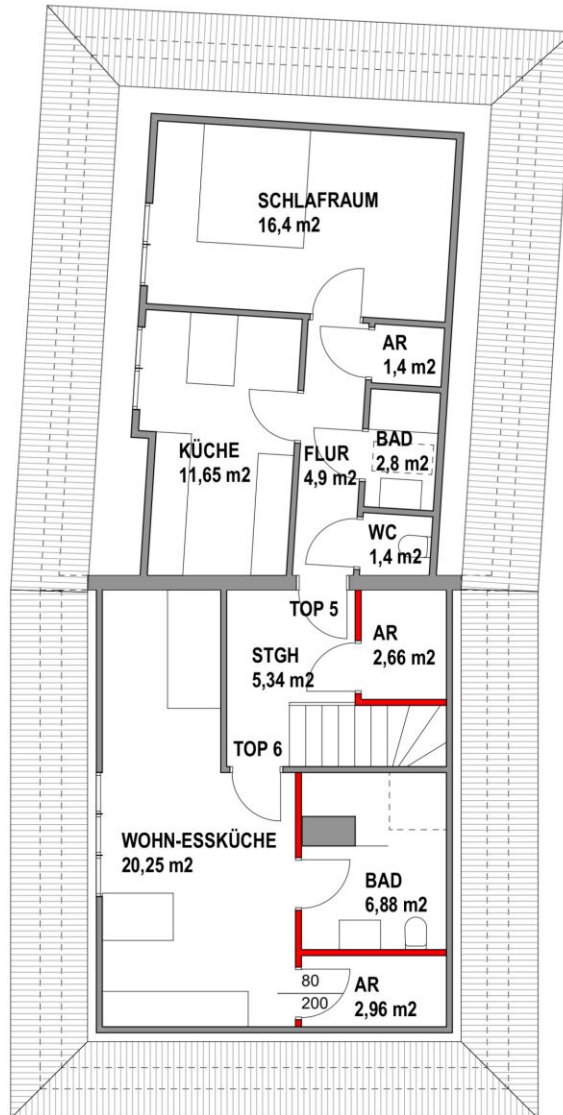 SCHLAFRAUM
16,4 m2
AR
1,4 m2
KÜCHE
11,65 m2
FLUR
4,9 m2
BAD
2,8 m2
WC
1,4 m2
TOP 5
AR
2,66 m2
STGH
5,34 m2
TOP 6
WOHN-ESSKÜCHE
20,25 m2
BAD
6,88 m2
80
200
AR
2,96 m2